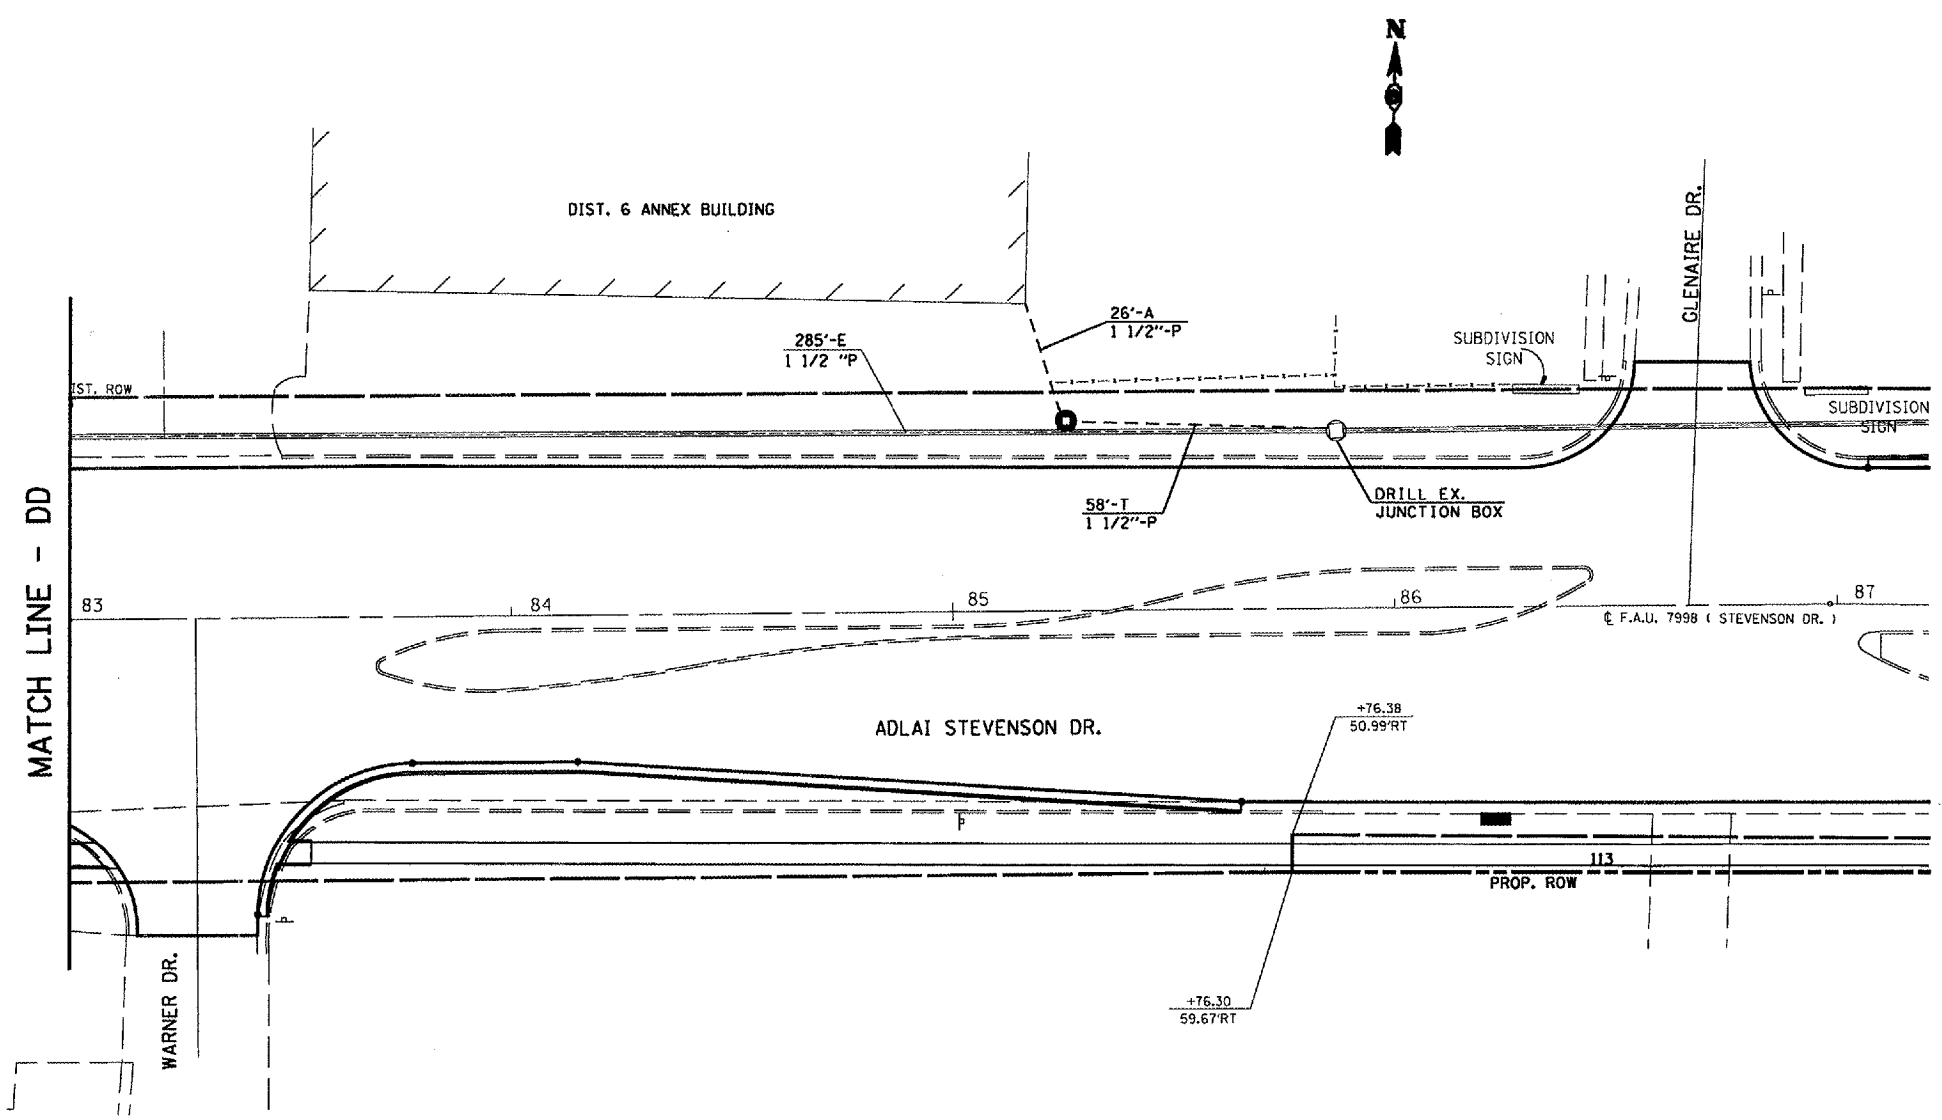 N
DIST. 6 ANNEX BUILDING
GLENAIRE DR.
26'-A
1 1/2"-P
285'-E
1 1/2 "P
SUBDIVISION
SIGN
IST. ROW
SUBDIVISION
SIGN
58'-T
1 1/2"-P
DRILL EX.
JUNCTION BOX
MATCH LINE - DD
83
84
85
86
87
℄ F.A.U. 7998 ( STEVENSON DR. )
ADLAI STEVENSON DR.
+76.38
50.99'RT
113
PROP. ROW
WARNER DR.
+76.30
59.67'RT